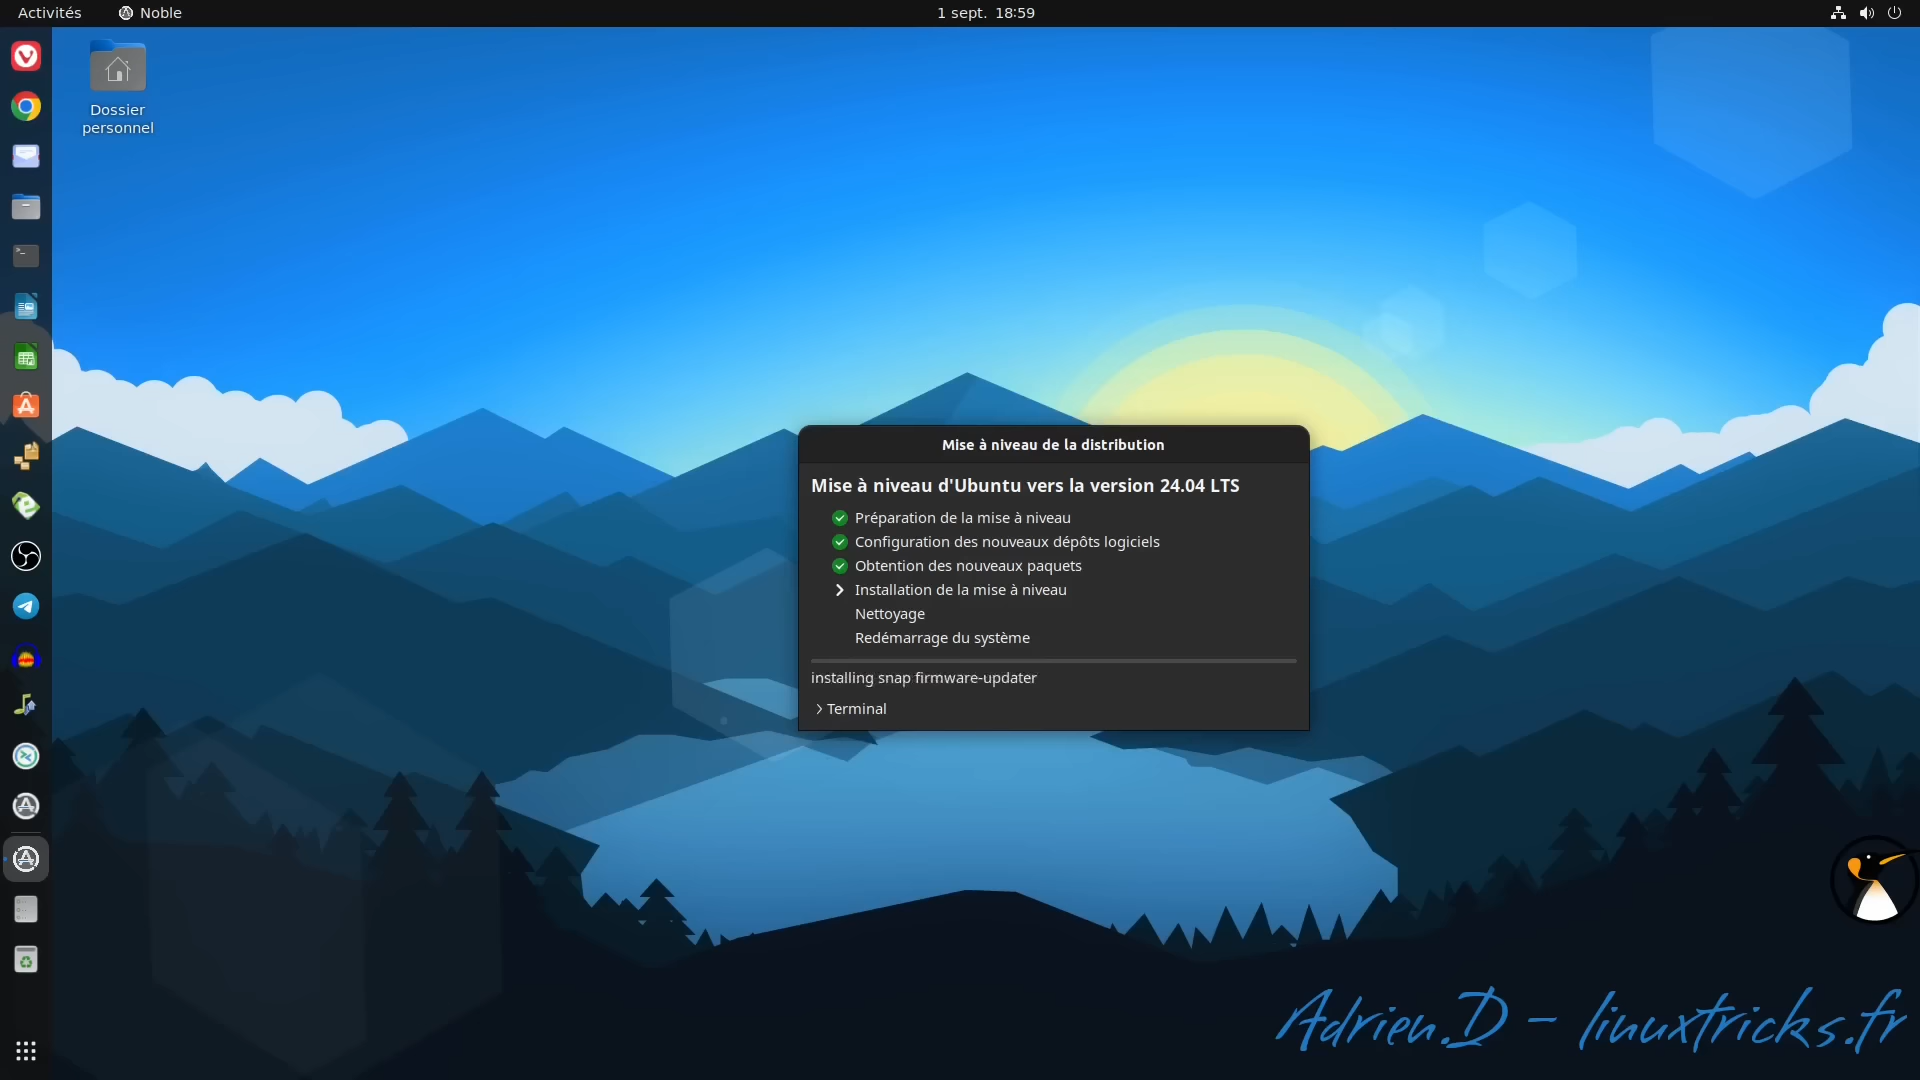 Activités
Noble
1 sept. 18:59
Dossier
personnel
Mise à niveau de la distribution
Mise à niveau d'Ubuntu vers la version 24.04 LTS
Préparation de la mise à niveau
Configuration des nouveaux dépôts logiciels
Obtention des nouveaux paquets
Installation de la mise à niveau
Nettoyage
Redémarrage du système
installing snap firmware-updater
Terminal
Adrien.D - linuxtricks.fr